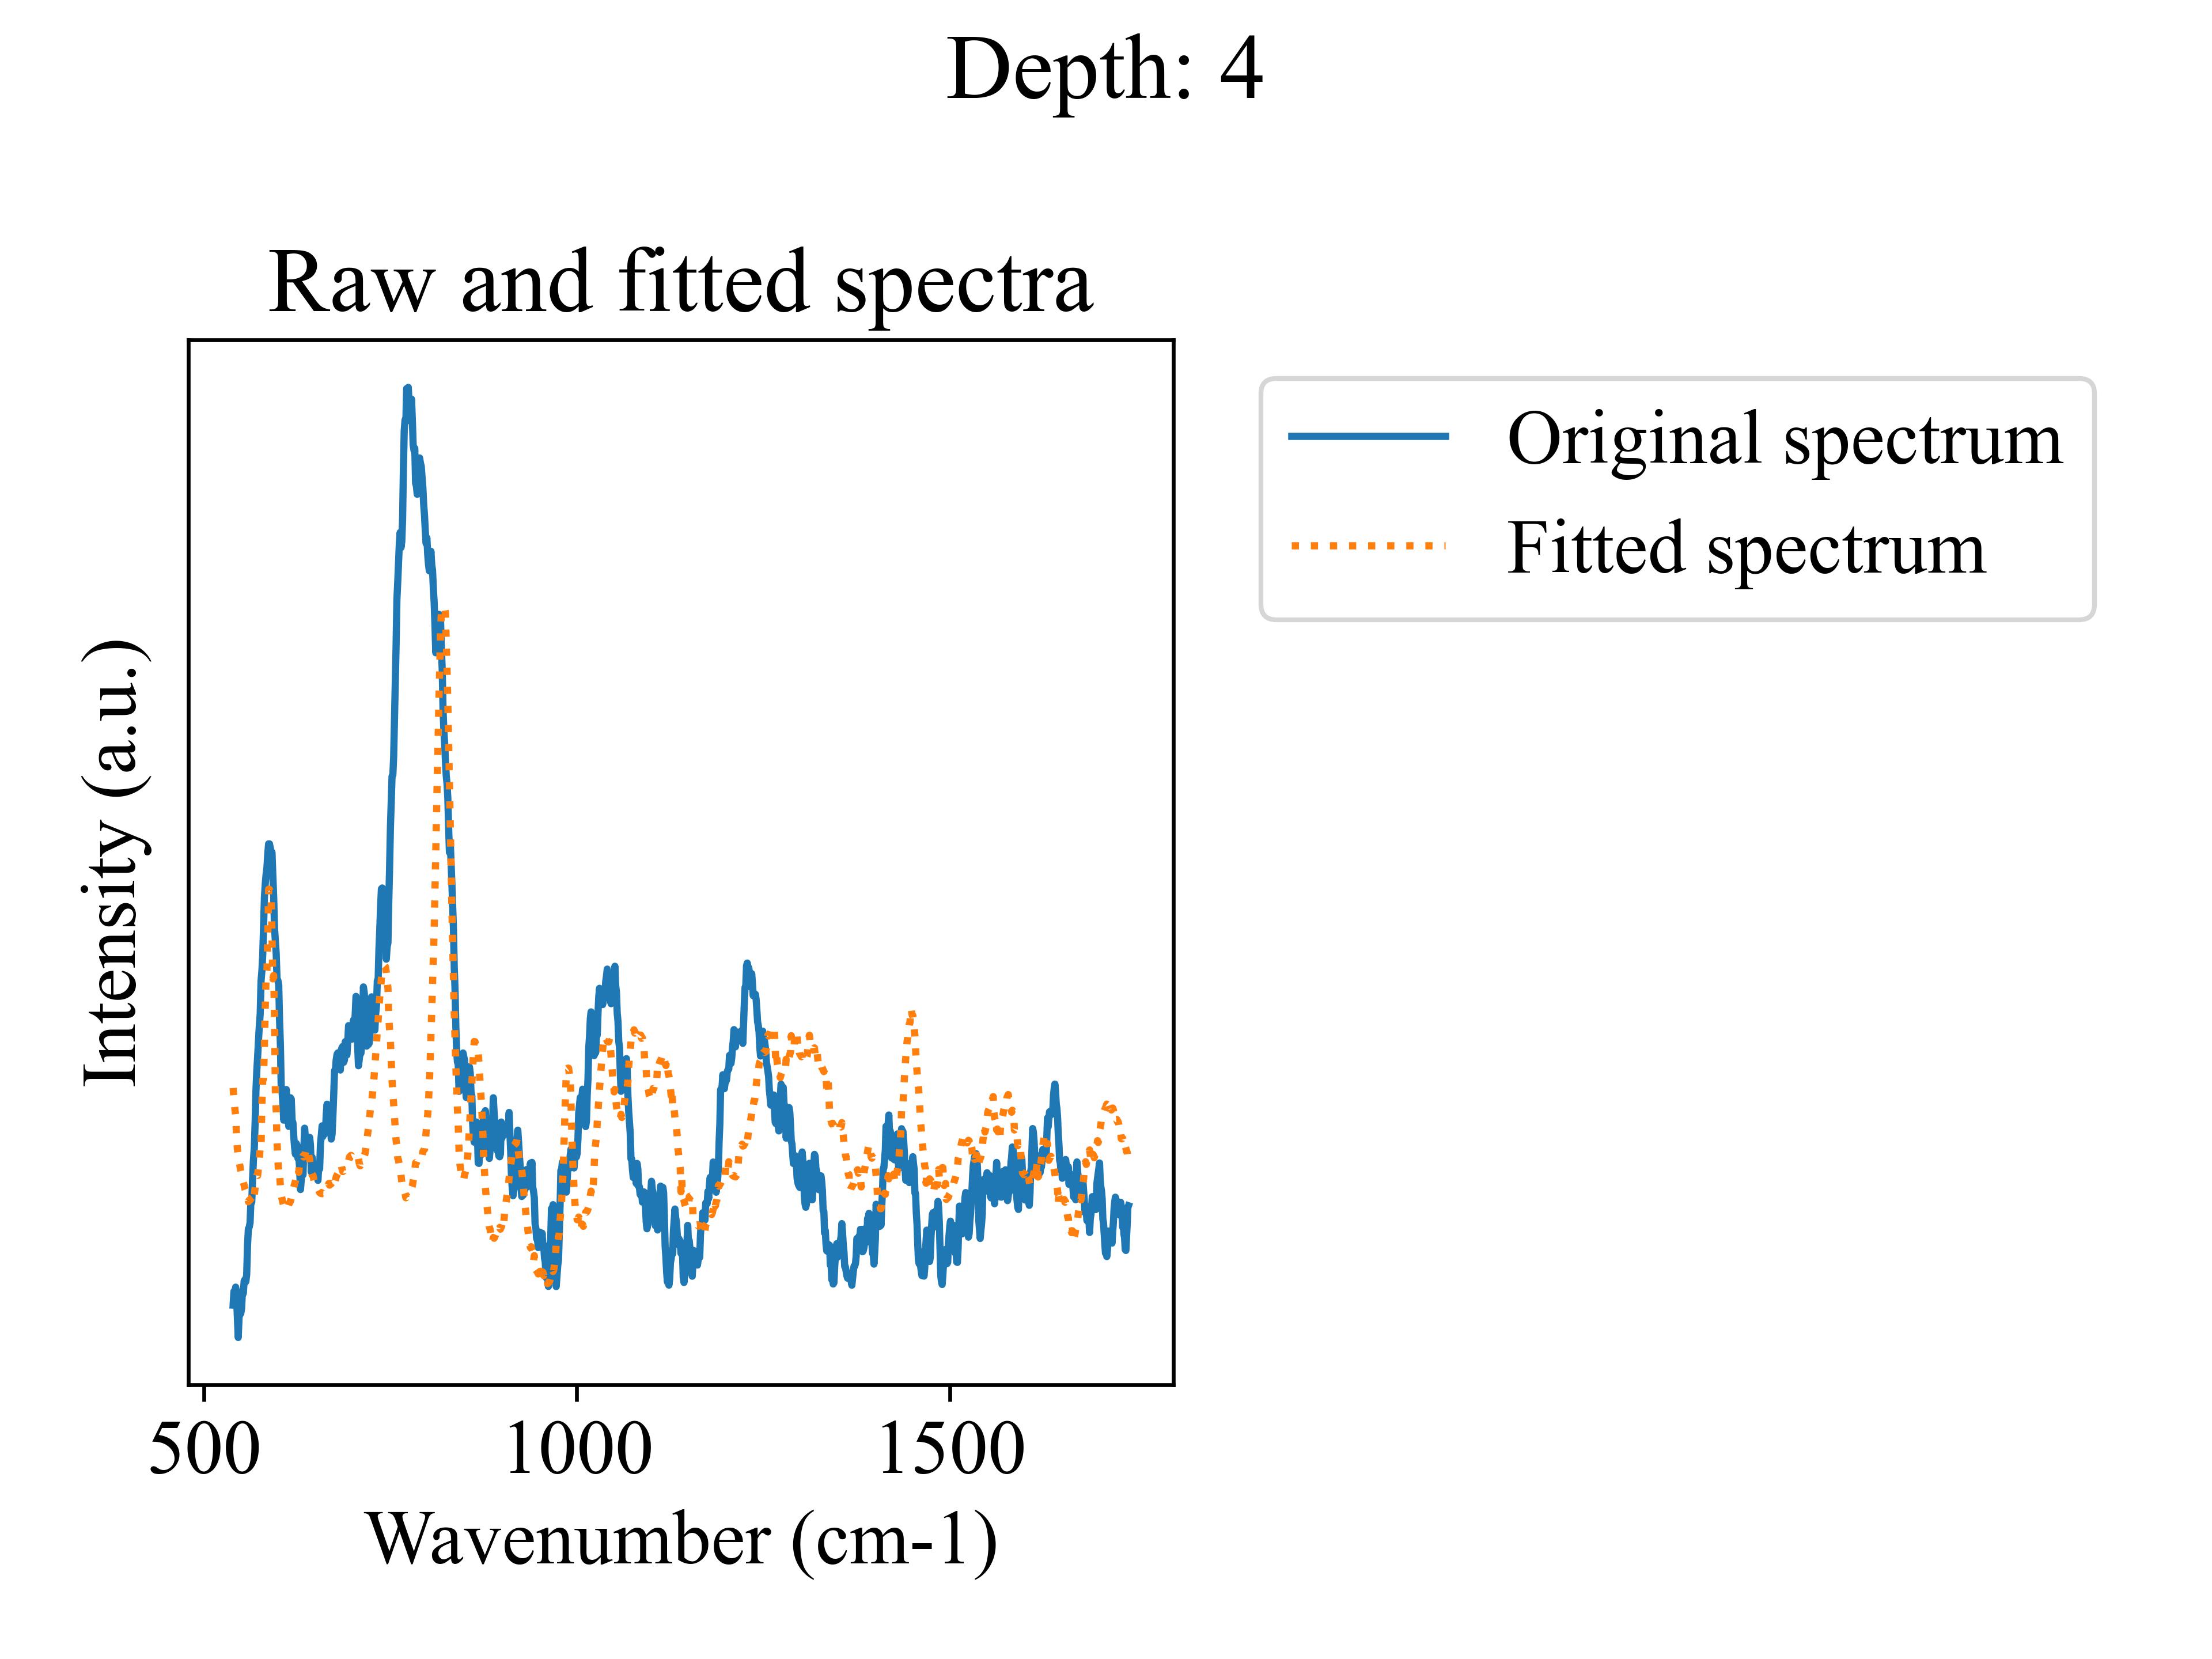 Depth: 4
Raw and fitted spectra
Original spectrum
Fitted spectrum
Intensity (a.u.)
500 1000 1500
Wavenumber (cm-1)